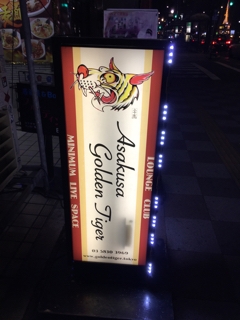 Asakusa
Golden Tiger
LOUNGE CLUB
MINIMUM LIVE SPACE